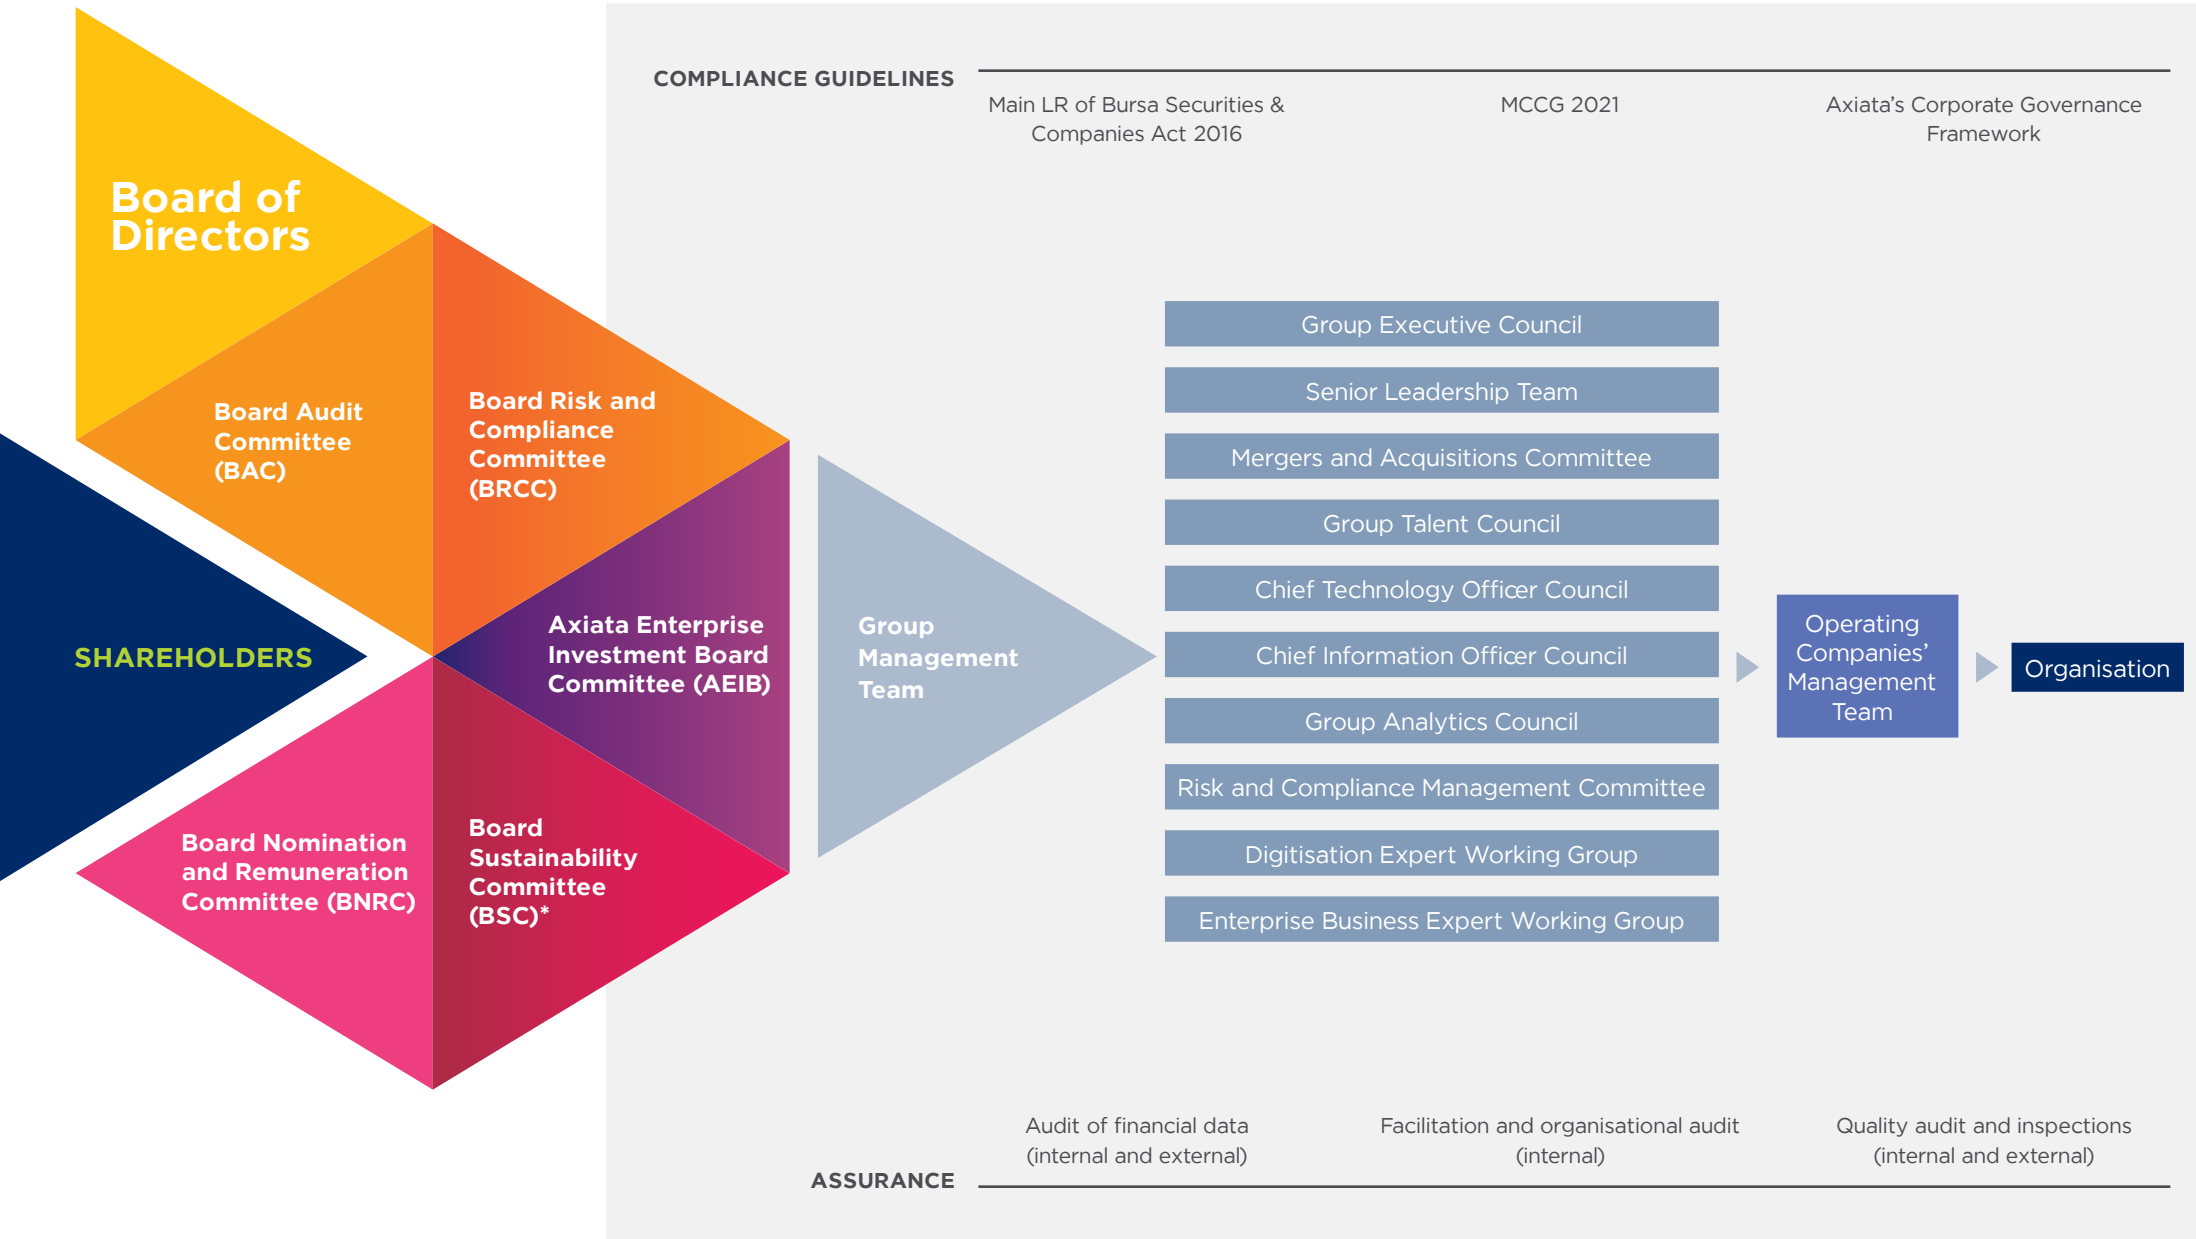 COMPLIANCE GUIDELINES
Main LR of Bursa Securities &
Companies Act 2016
MCCG 2021
Axiata's Corporate Governance
Framework
Board of
Directors
Board Audit
Committee
(BAC)
Board Risk and
Compliance
Committee
(BRCC)
SHAREHOLDERS
Axiata Enterprise
Investment Board
Committee (AEIB)
Board Nomination
and Remuneration
Committee (BNRC)
Board
Sustainability
Committee
(BSC)*
Group
Management
Team
Group Executive Council
Senior Leadership Team
Mergers and Acquisitions Committee
Group Talent Council
Chief Technology Officer Council
Chief Information Officer Council
Group Analytics Council
Risk and Compliance Management Committee
Digitisation Expert Working Group
Enterprise Business Expert Working Group
Operating
Companies'
Management
Team
Organisation
Audit of financial data
(internal and external)
Facilitation and organisational audit
(internal)
Quality audit and inspections
(internal and external)
ASSURANCE